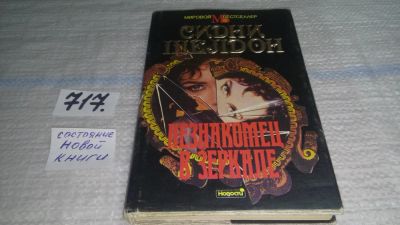 МИРОВОЙ БЕСТСЕЛЛЕР
СИДНИ
ШЕЛДОН
НЕЗНАКОМЕЦ
В ЗЕРКАЛЕ
Новости
717.
состояние
новой
книги